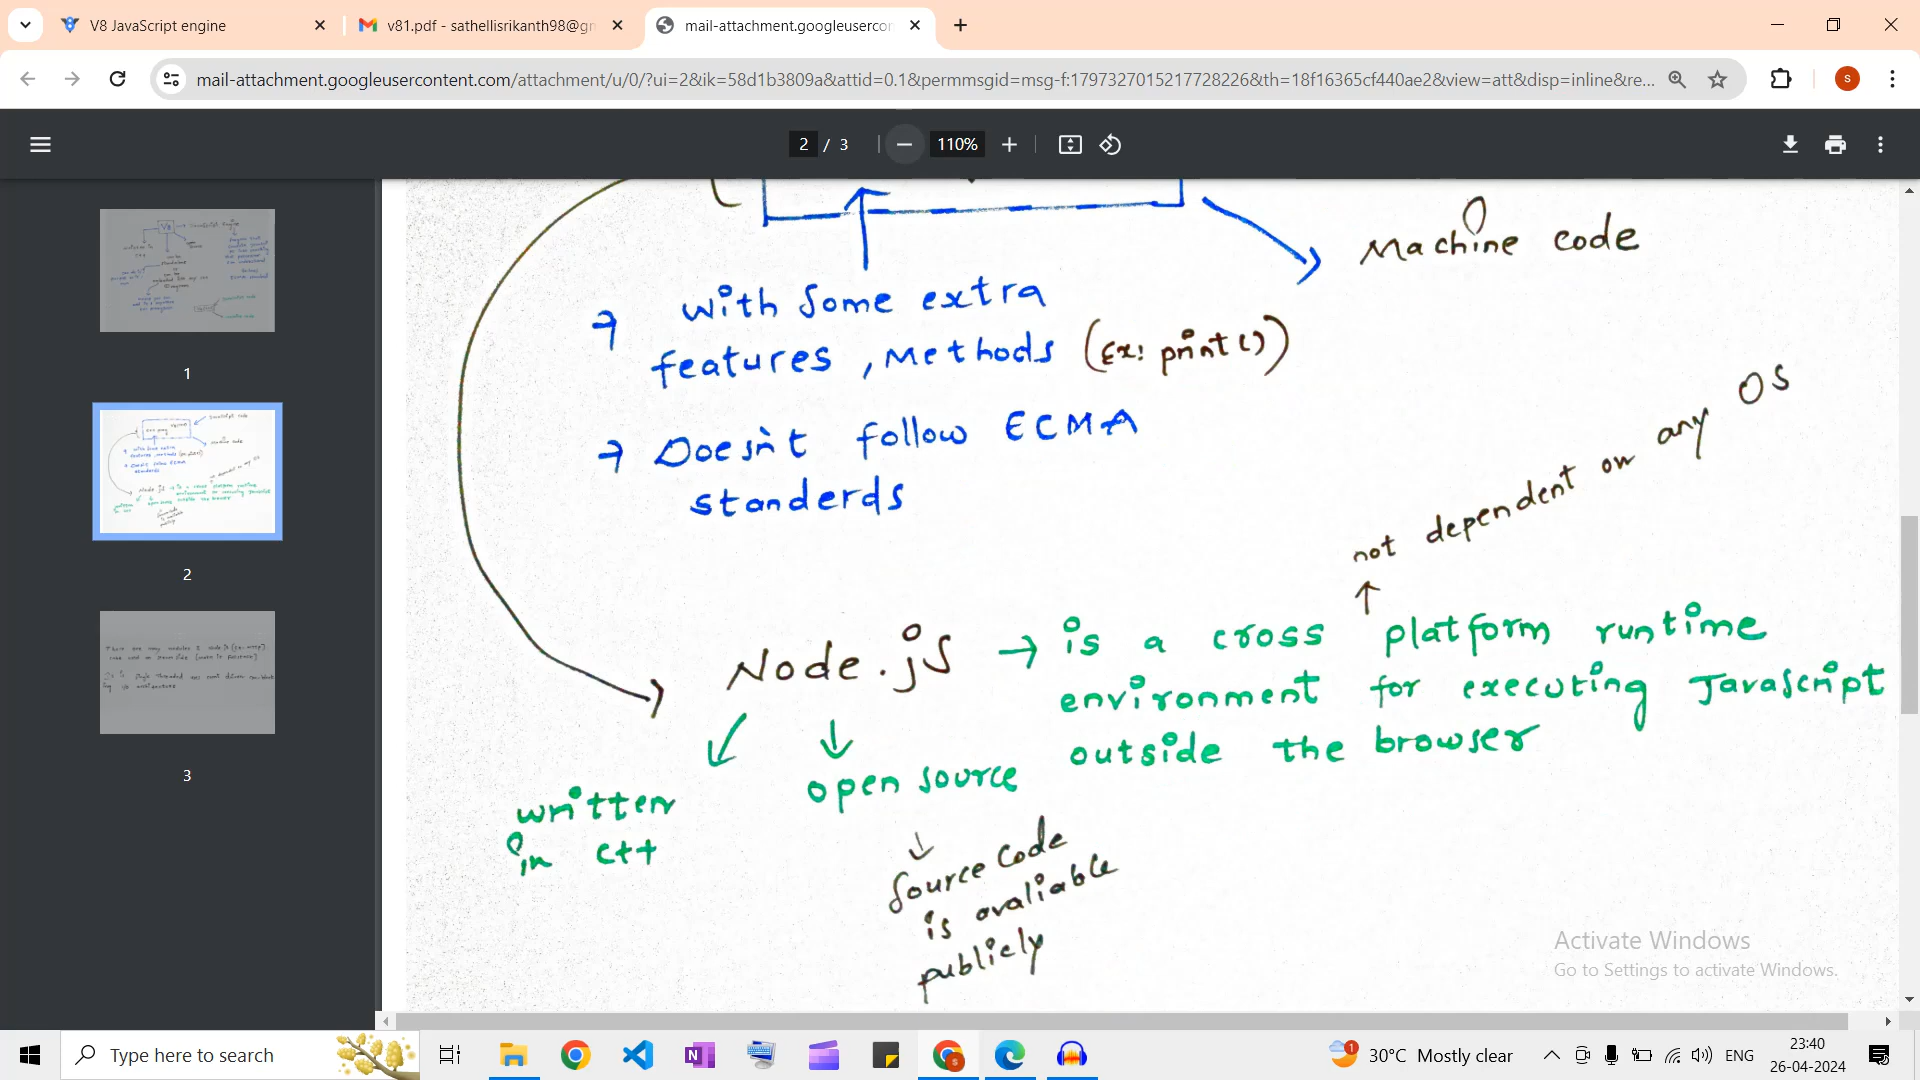 V8 JavaScript engine
v81.pdf - sathellisrikanth98@gm
mail-attachment.googleusercon
mail-attachment.googleusercontent.com/attachment/u/0/?ui=2&ik=58d1b3809a&attid=0.1&permmsgid=msg-f:1797327015217728226&th=18f16365cf440ae2&view=att&disp=inline&re...
S
2 / 3
110%
Machine code
→ with some extra
features, Methods (Ex: print())
→ Doesn't follow ECMA
standerds
not dependent on any OS
Node.js → is a cross platform runtime
environment for executing Javascript
outside the browser
written
in C++
open source
Source code
is avaliable
publicly
1
2
3
Activate Windows
Go to Settings to activate Windows.
Type here to search
1
30°C Mostly clear
ENG
23:40
26-04-2024